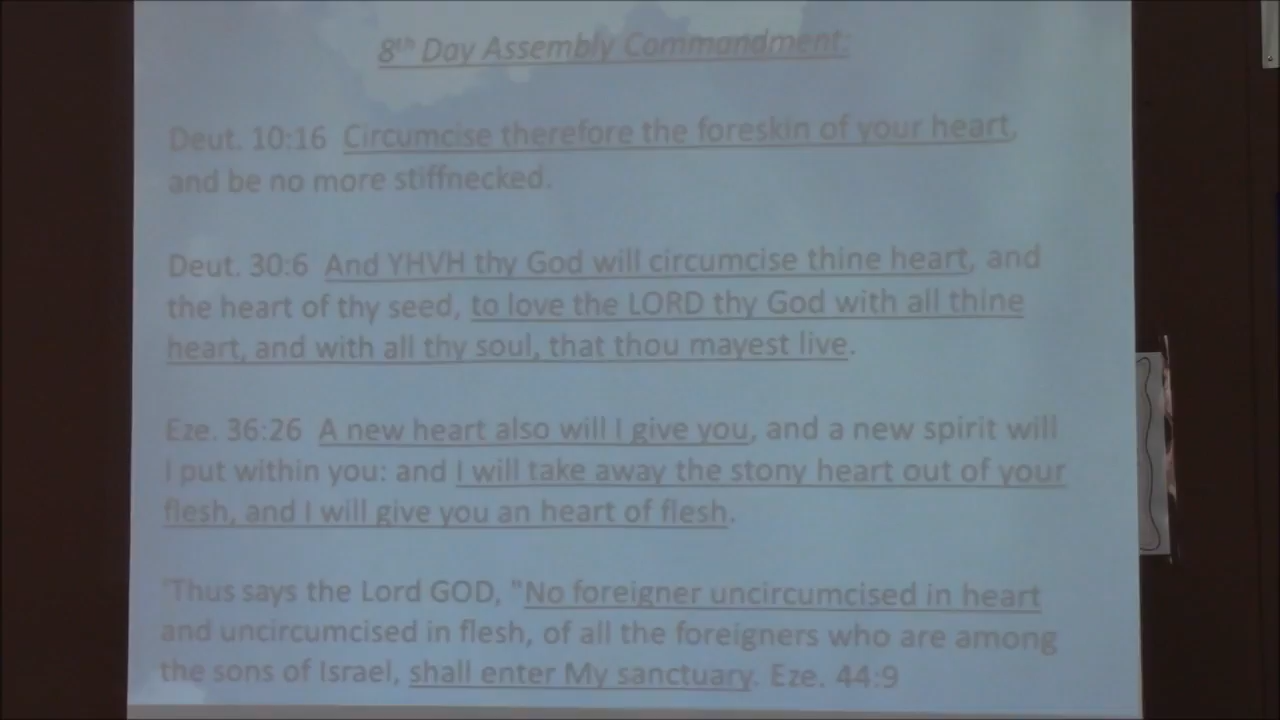 8th Day Assembly Commandment:
Deut. 10:16 Circumcise therefore the foreskin of your heart,
and be no more stiffnecked.
Deut. 30:6 And YHVH thy God will circumcise thine heart, and
the heart of thy seed, to love the LORD thy God with all thine
heart, and with all thy soul, that thou mayest live.
Eze. 36:26 A new heart also will I give you, and a new spirit will
I put within you: and I will take away the stony heart out of your
flesh, and I will give you an heart of flesh.
'Thus says the Lord GOD, "No foreigner uncircumcised in heart
and uncircumcised in flesh, of all the foreigners who are among
the sons of Israel, shall enter My sanctuary. Eze. 44:9